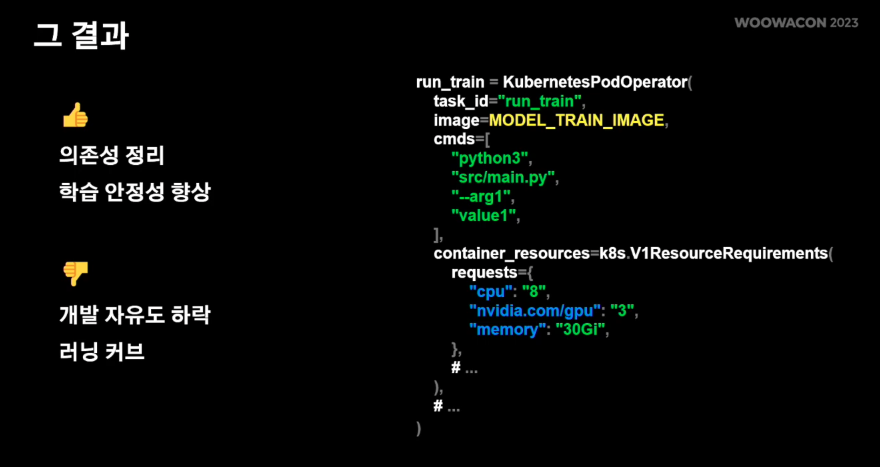 그 결과
WOOWACON 2023
👍
의존성 정리
학습 안정성 향상
👎
개발 자유도 하락
러닝 커브
run_train = KubernetesPodOperator(
    task_id="run_train",
    image=MODEL_TRAIN_IMAGE,
    cmds=[
        "python3",
        "src/main.py",
        "--arg1",
        "value1",
    ],
    container_resources=k8s.V1ResourceRequirements(
        requests={
            "cpu": "8",
            "nvidia.com/gpu": "3",
            "memory": "30Gi",
        },
        # ...
    ),
    # ...
)